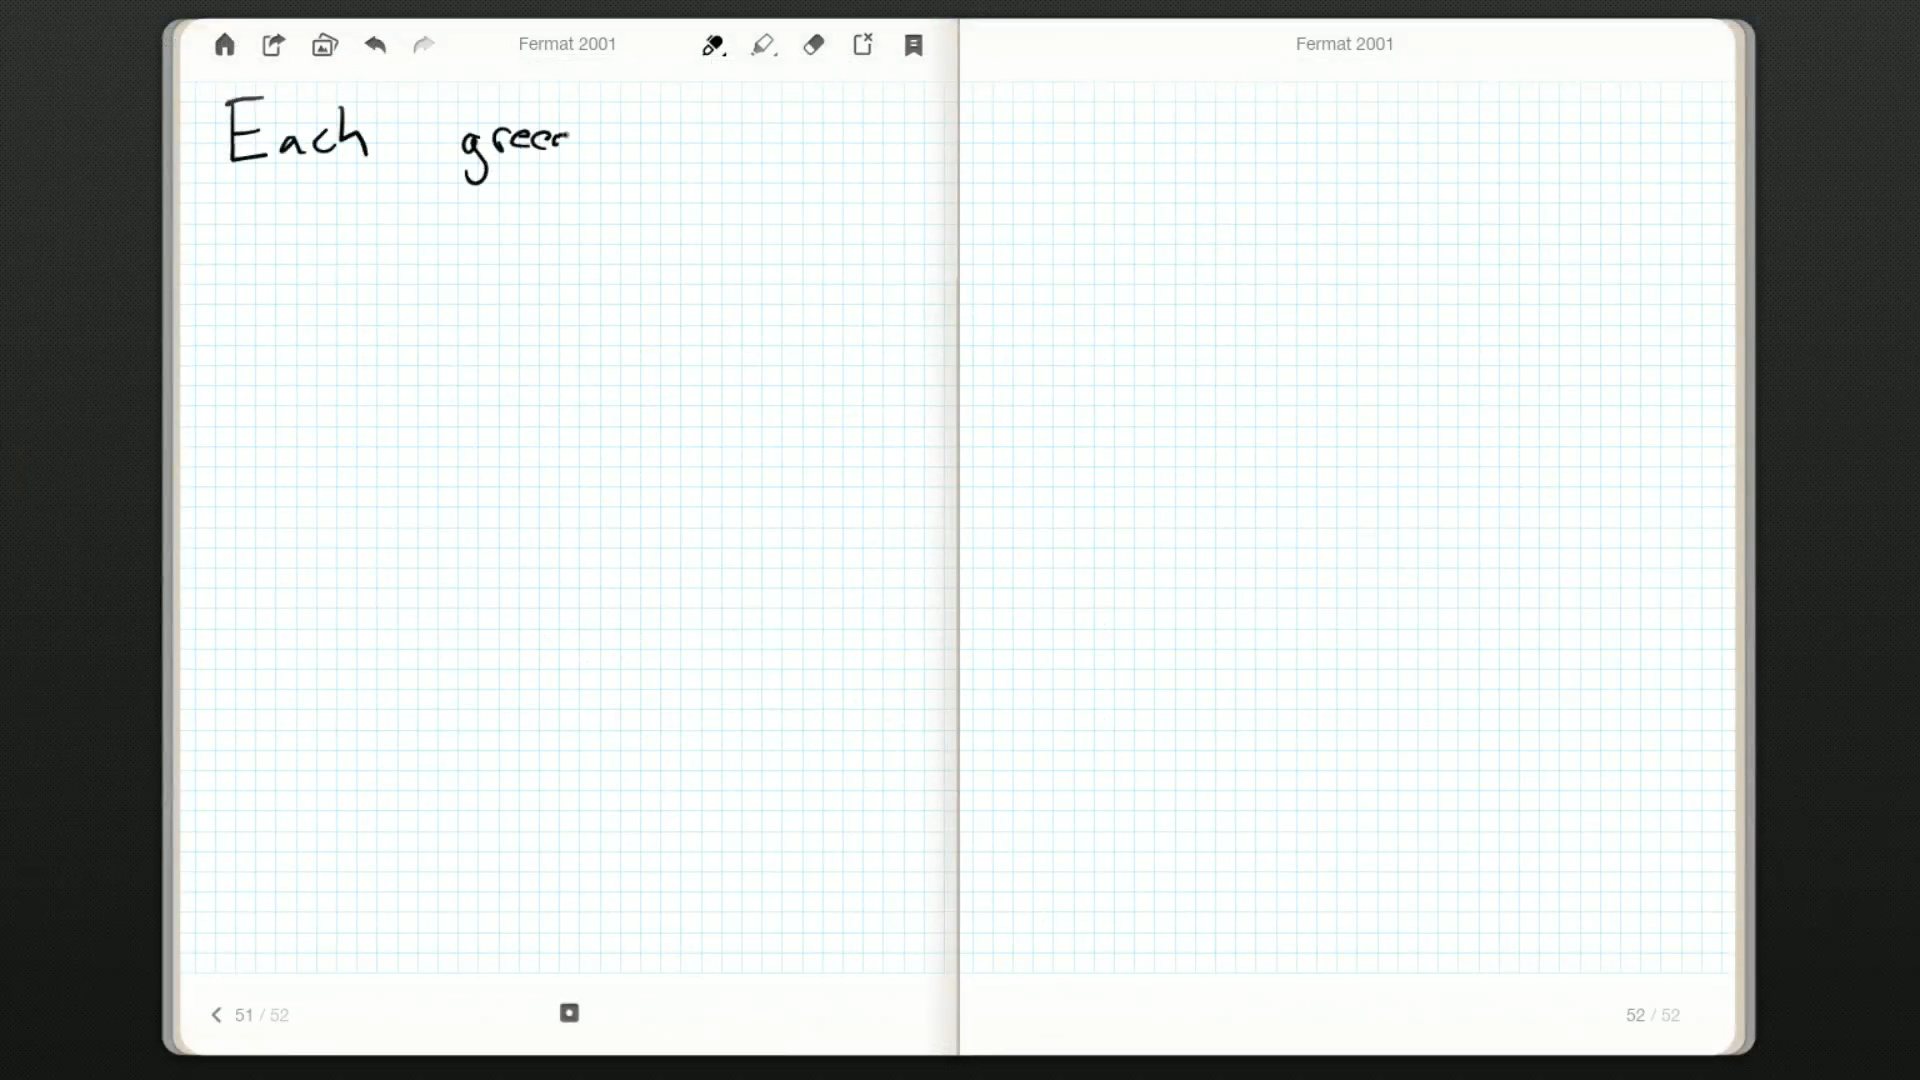 Fermat 2001
Fermat 2001
Each
51 / 52
52 / 52